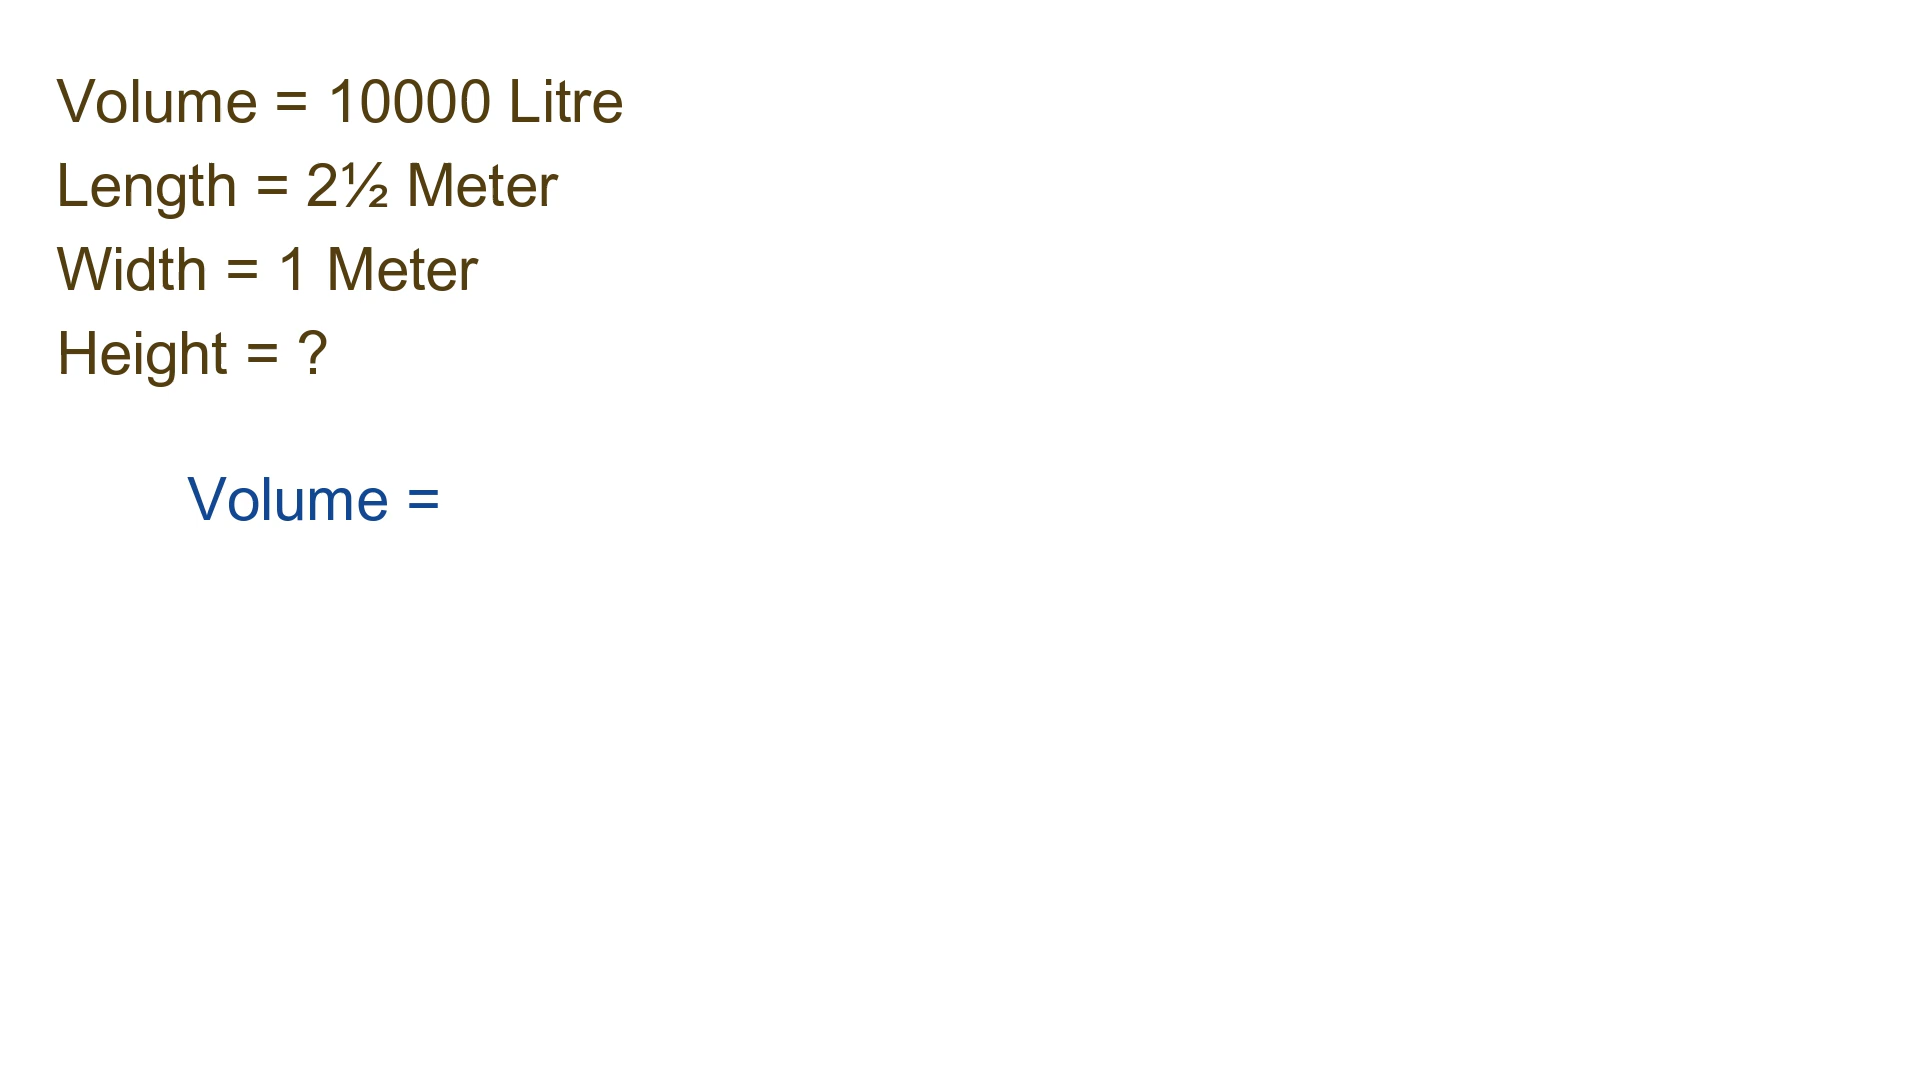 Volume = 10000 Litre
Length = 2½ Meter
Width = 1 Meter
Height = ?
Volume =